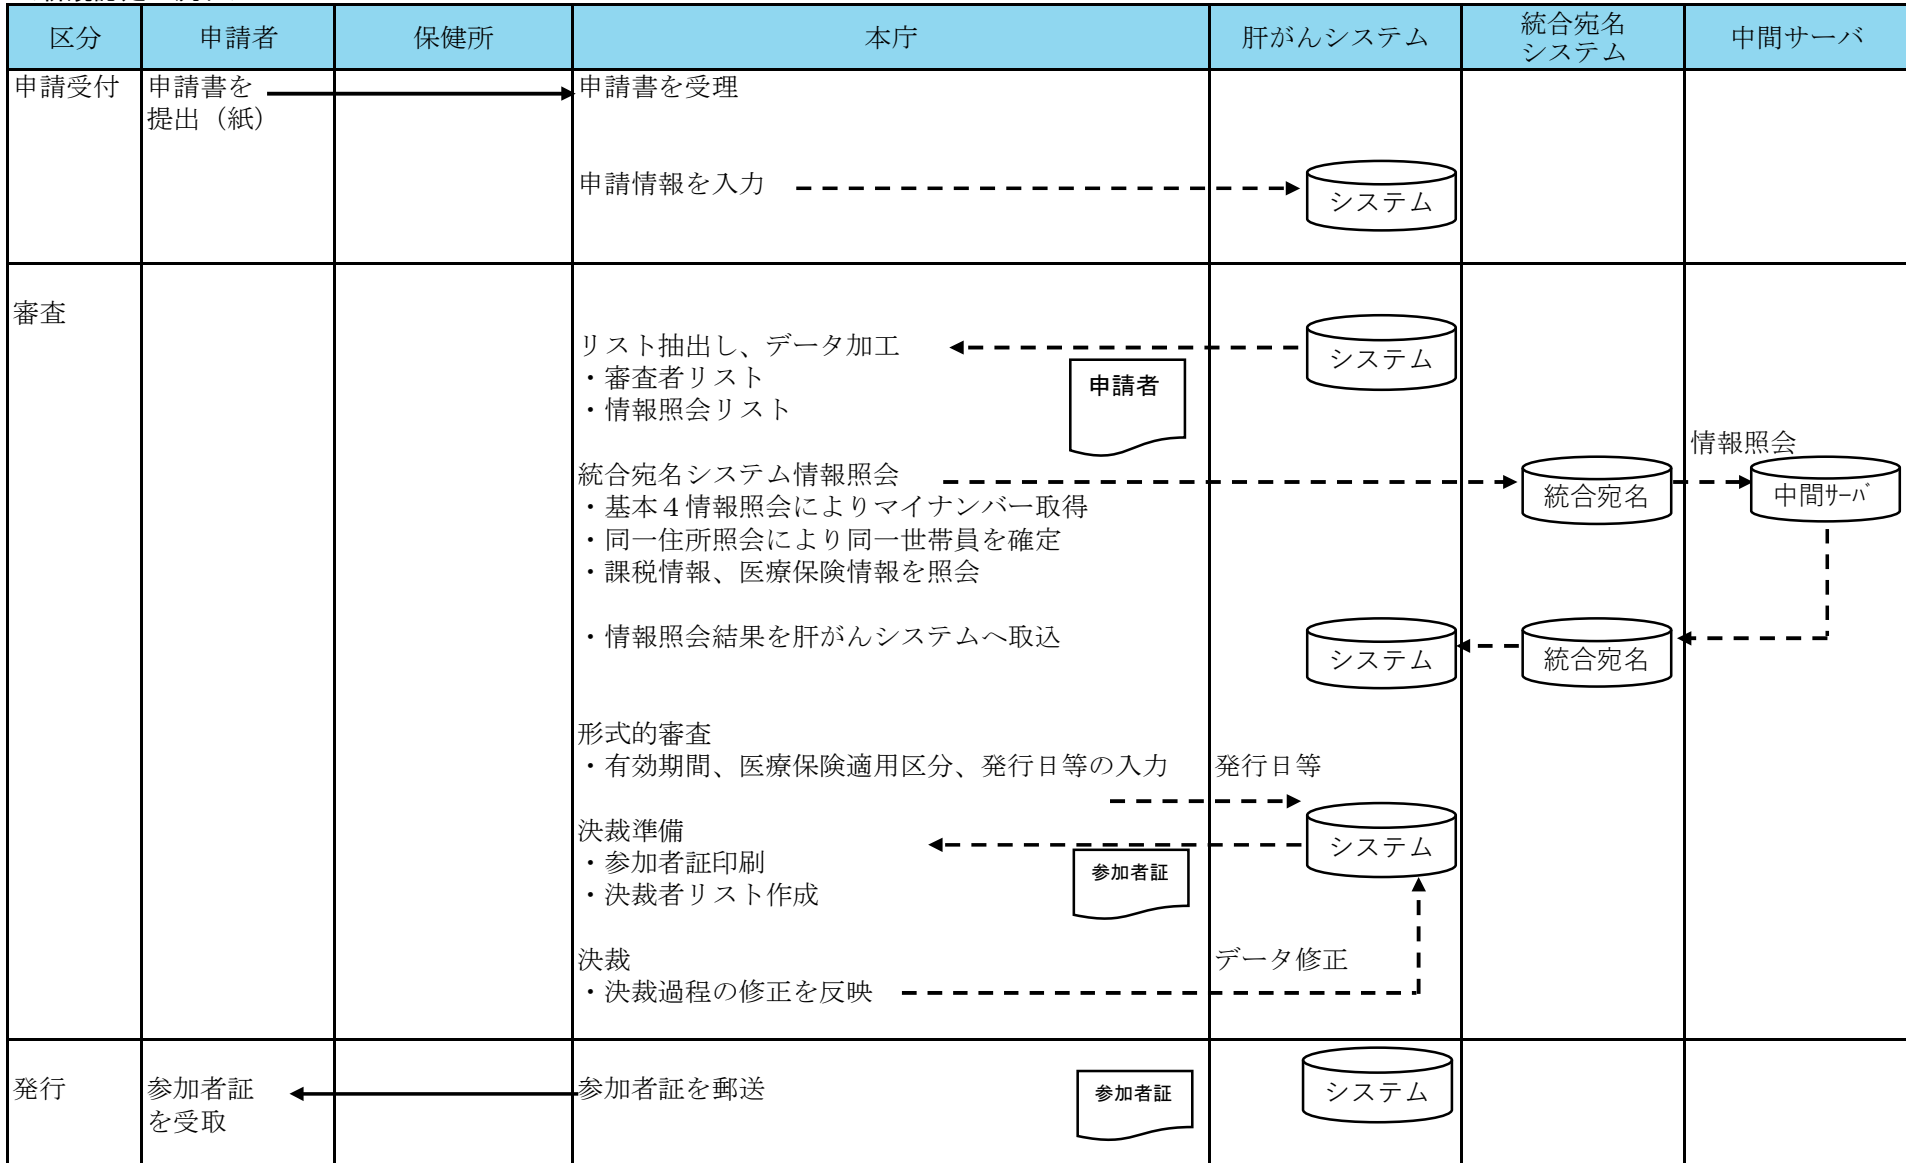 区分
申請者
保健所
本庁
肝がんシステム
統合宛名
システム
中間サーバ
申請受付
申請書を
提出（紙）
申請書を受理
申請情報を入力
システム
審査
リスト抽出し、データ加工
・審査者リスト
・情報照会リスト
申請者
システム
情報照会
統合宛名システム情報照会
・基本４情報照会によりマイナンバー取得
・同一住所照会により同一世帯員を確定
・課税情報、医療保険情報を照会
統合宛名
中間ｻｰﾊﾞ
・情報照会結果を肝がんシステムへ取込
システム
統合宛名
形式的審査
・有効期間、医療保険適用区分、発行日等の入力
発行日等
決裁準備
・参加者証印刷
・決裁者リスト作成
参加者証
システム
決裁
・決裁過程の修正を反映
データ修正
発行
参加者証
を受取
参加者証を郵送
参加者証
システム